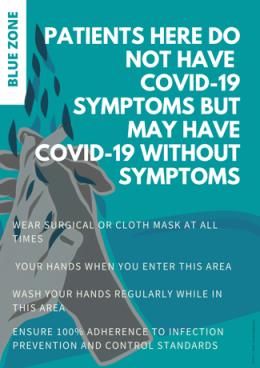 BLUE ZONE
PATIENTS HERE DO
NOT HAVE
COVID-19
SYMPTOMS BUT
MAY HAVE
COVID-19 WITHOUT
SYMPTOMS
WEAR SURGICAL OR CLOTH MASK AT ALL
TIMES
YOUR HANDS WHEN YOU ENTER THIS AREA
WASH YOUR HANDS REGULARLY WHILE IN
THIS AREA
ENSURE 100% ADHERENCE TO INFECTION
PREVENTION AND CONTROL STANDARDS